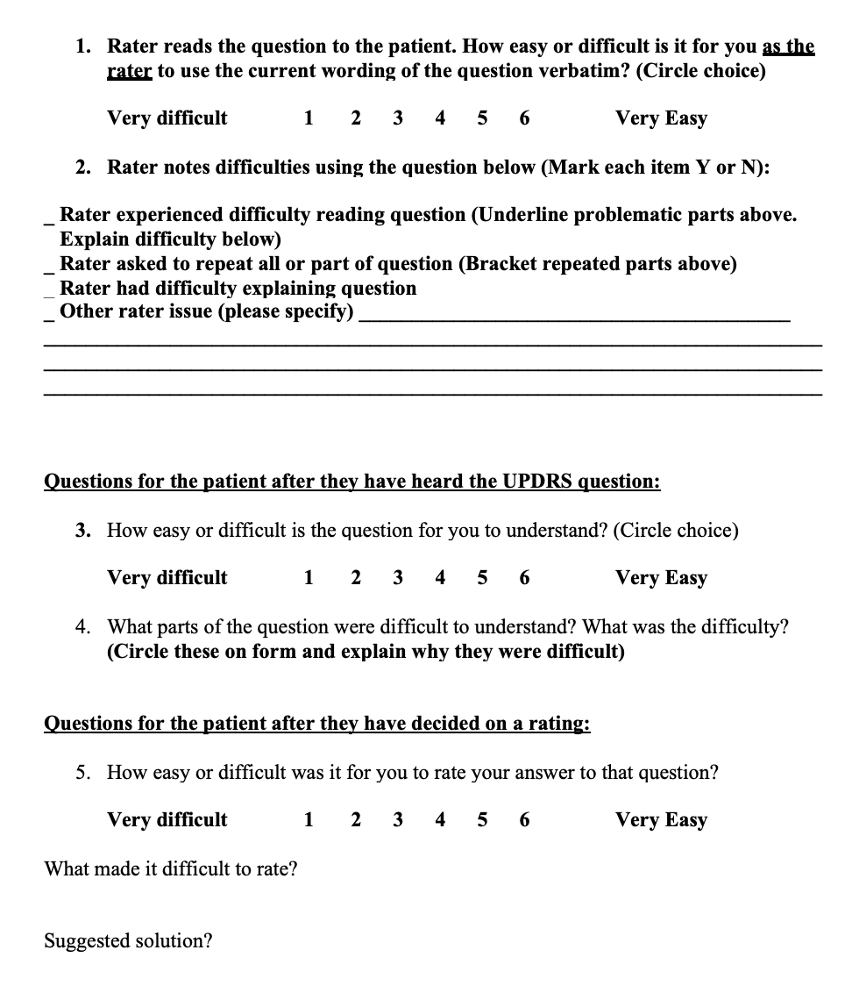 1. Rater reads the question to the patient. How easy or difficult is it for you as the
rater to use the current wording of the question verbatim? (Circle choice)
Very difficult 1 2 3 4 5 6 Very Easy
2. Rater notes difficulties using the question below (Mark each item Y or N):
_ Rater experienced difficulty reading question (Underline problematic parts above.
Explain difficulty below)
_ Rater asked to repeat all or part of question (Bracket repeated parts above)
_ Rater had difficulty explaining question
_ Other rater issue (please specify) ________________________________________
Questions for the patient after they have heard the UPDRS question:
3. How easy or difficult is the question for you to understand? (Circle choice)
Very difficult 1 2 3 4 5 6 Very Easy
4. What parts of the question were difficult to understand? What was the difficulty?
(Circle these on form and explain why they were difficult)
Questions for the patient after they have decided on a rating:
5. How easy or difficult was it for you to rate your answer to that question?
Very difficult 1 2 3 4 5 6 Very Easy
What made it difficult to rate?
Suggested solution?